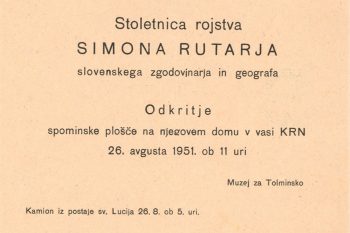 Stoletnica rojstva
SIMONA RUTARJA
slovenskega zgodovinarja in geografa
Odkritje
spominske plošče na njegovem domu v vasi KRN
26. avgusta 1951. ob 11 uri
Muzej za Tolminsko
Kamion iz postaje sv. Lucija 26. 8. ob 5. uri.